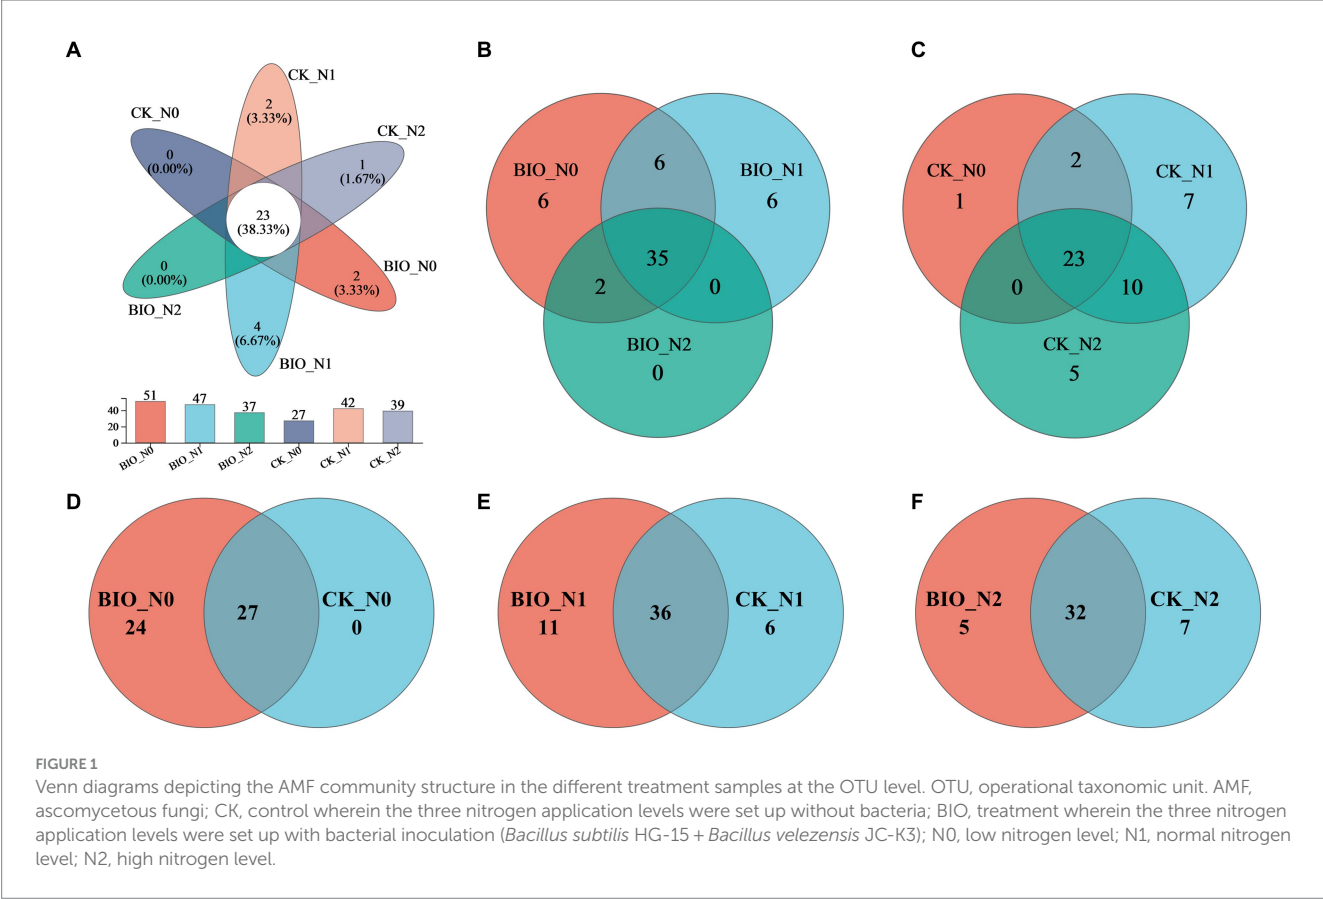 A
CK_N1
2
(3.33%)
CK_N0
0
(0.00%)
CK_N2
1
(1.67%)
23
(38.33%)
0
(0.00%)
BIO_N2
BIO_N0
2
(3.33%)
4
(6.67%)
BIO_N1
40
20
0
51
47
37
27
42
39
BIO_N0
BIO_N1
BIO_N2
CK_N0
CK_N1
CK_N2
B
BIO_N0
6
6
BIO_N1
6
35
2
0
BIO_N2
0
C
CK_N0
1
2
CK_N1
7
23
0
10
CK_N2
5
D
BIO_N0
24
27
CK_N0
0
E
BIO_N1
11
36
CK_N1
6
F
BIO_N2
5
32
CK_N2
7
FIGURE 1
Venn diagrams depicting the AMF community structure in the different treatment samples at the OTU level. OTU, operational taxonomic unit. AMF,
ascomycetous fungi; CK, control wherein the three nitrogen application levels were set up without bacteria; BIO, treatment wherein the three nitrogen
application levels were set up with bacterial inoculation (Bacillus subtilis HG-15 + Bacillus velezensis JC-K3); N0, low nitrogen level; N1, normal nitrogen
level; N2, high nitrogen level.